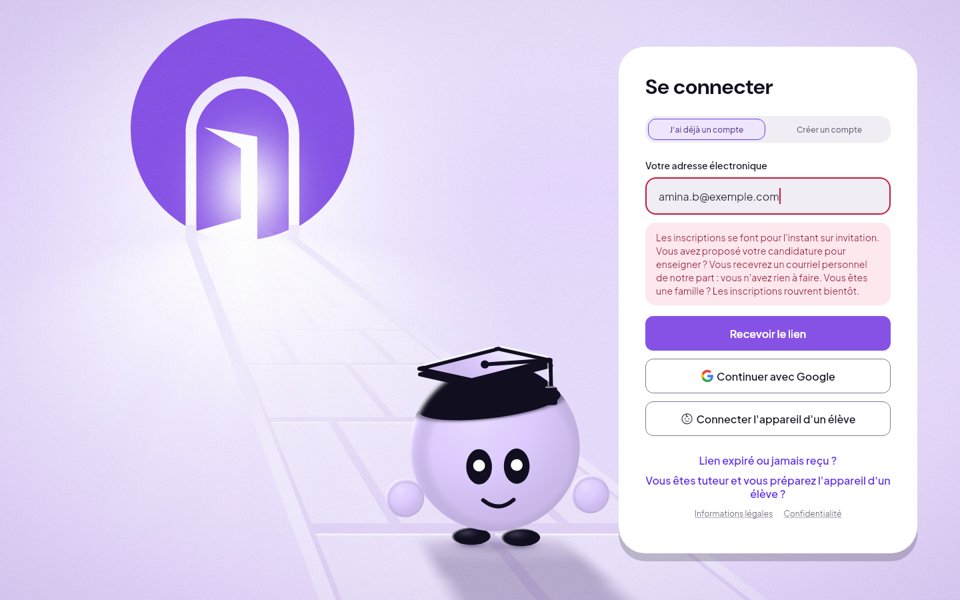 Se connecter
J'ai déjà un compte
Créer un compte
Votre adresse électronique
amina.b@exemple.com
Les inscriptions se font pour l'instant sur invitation.
Vous avez proposé votre candidature pour
enseigner ? Vous recevrez un courriel personnel
de notre part : vous n'avez rien à faire. Vous êtes
une famille ? Les inscriptions rouvrent bientôt.
Recevoir le lien
Continuer avec Google
Connecter l'appareil d'un élève
Lien expiré ou jamais reçu ?
Vous êtes tuteur et vous préparez l'appareil d'un
élève ?
Informations légales
Confidentialité